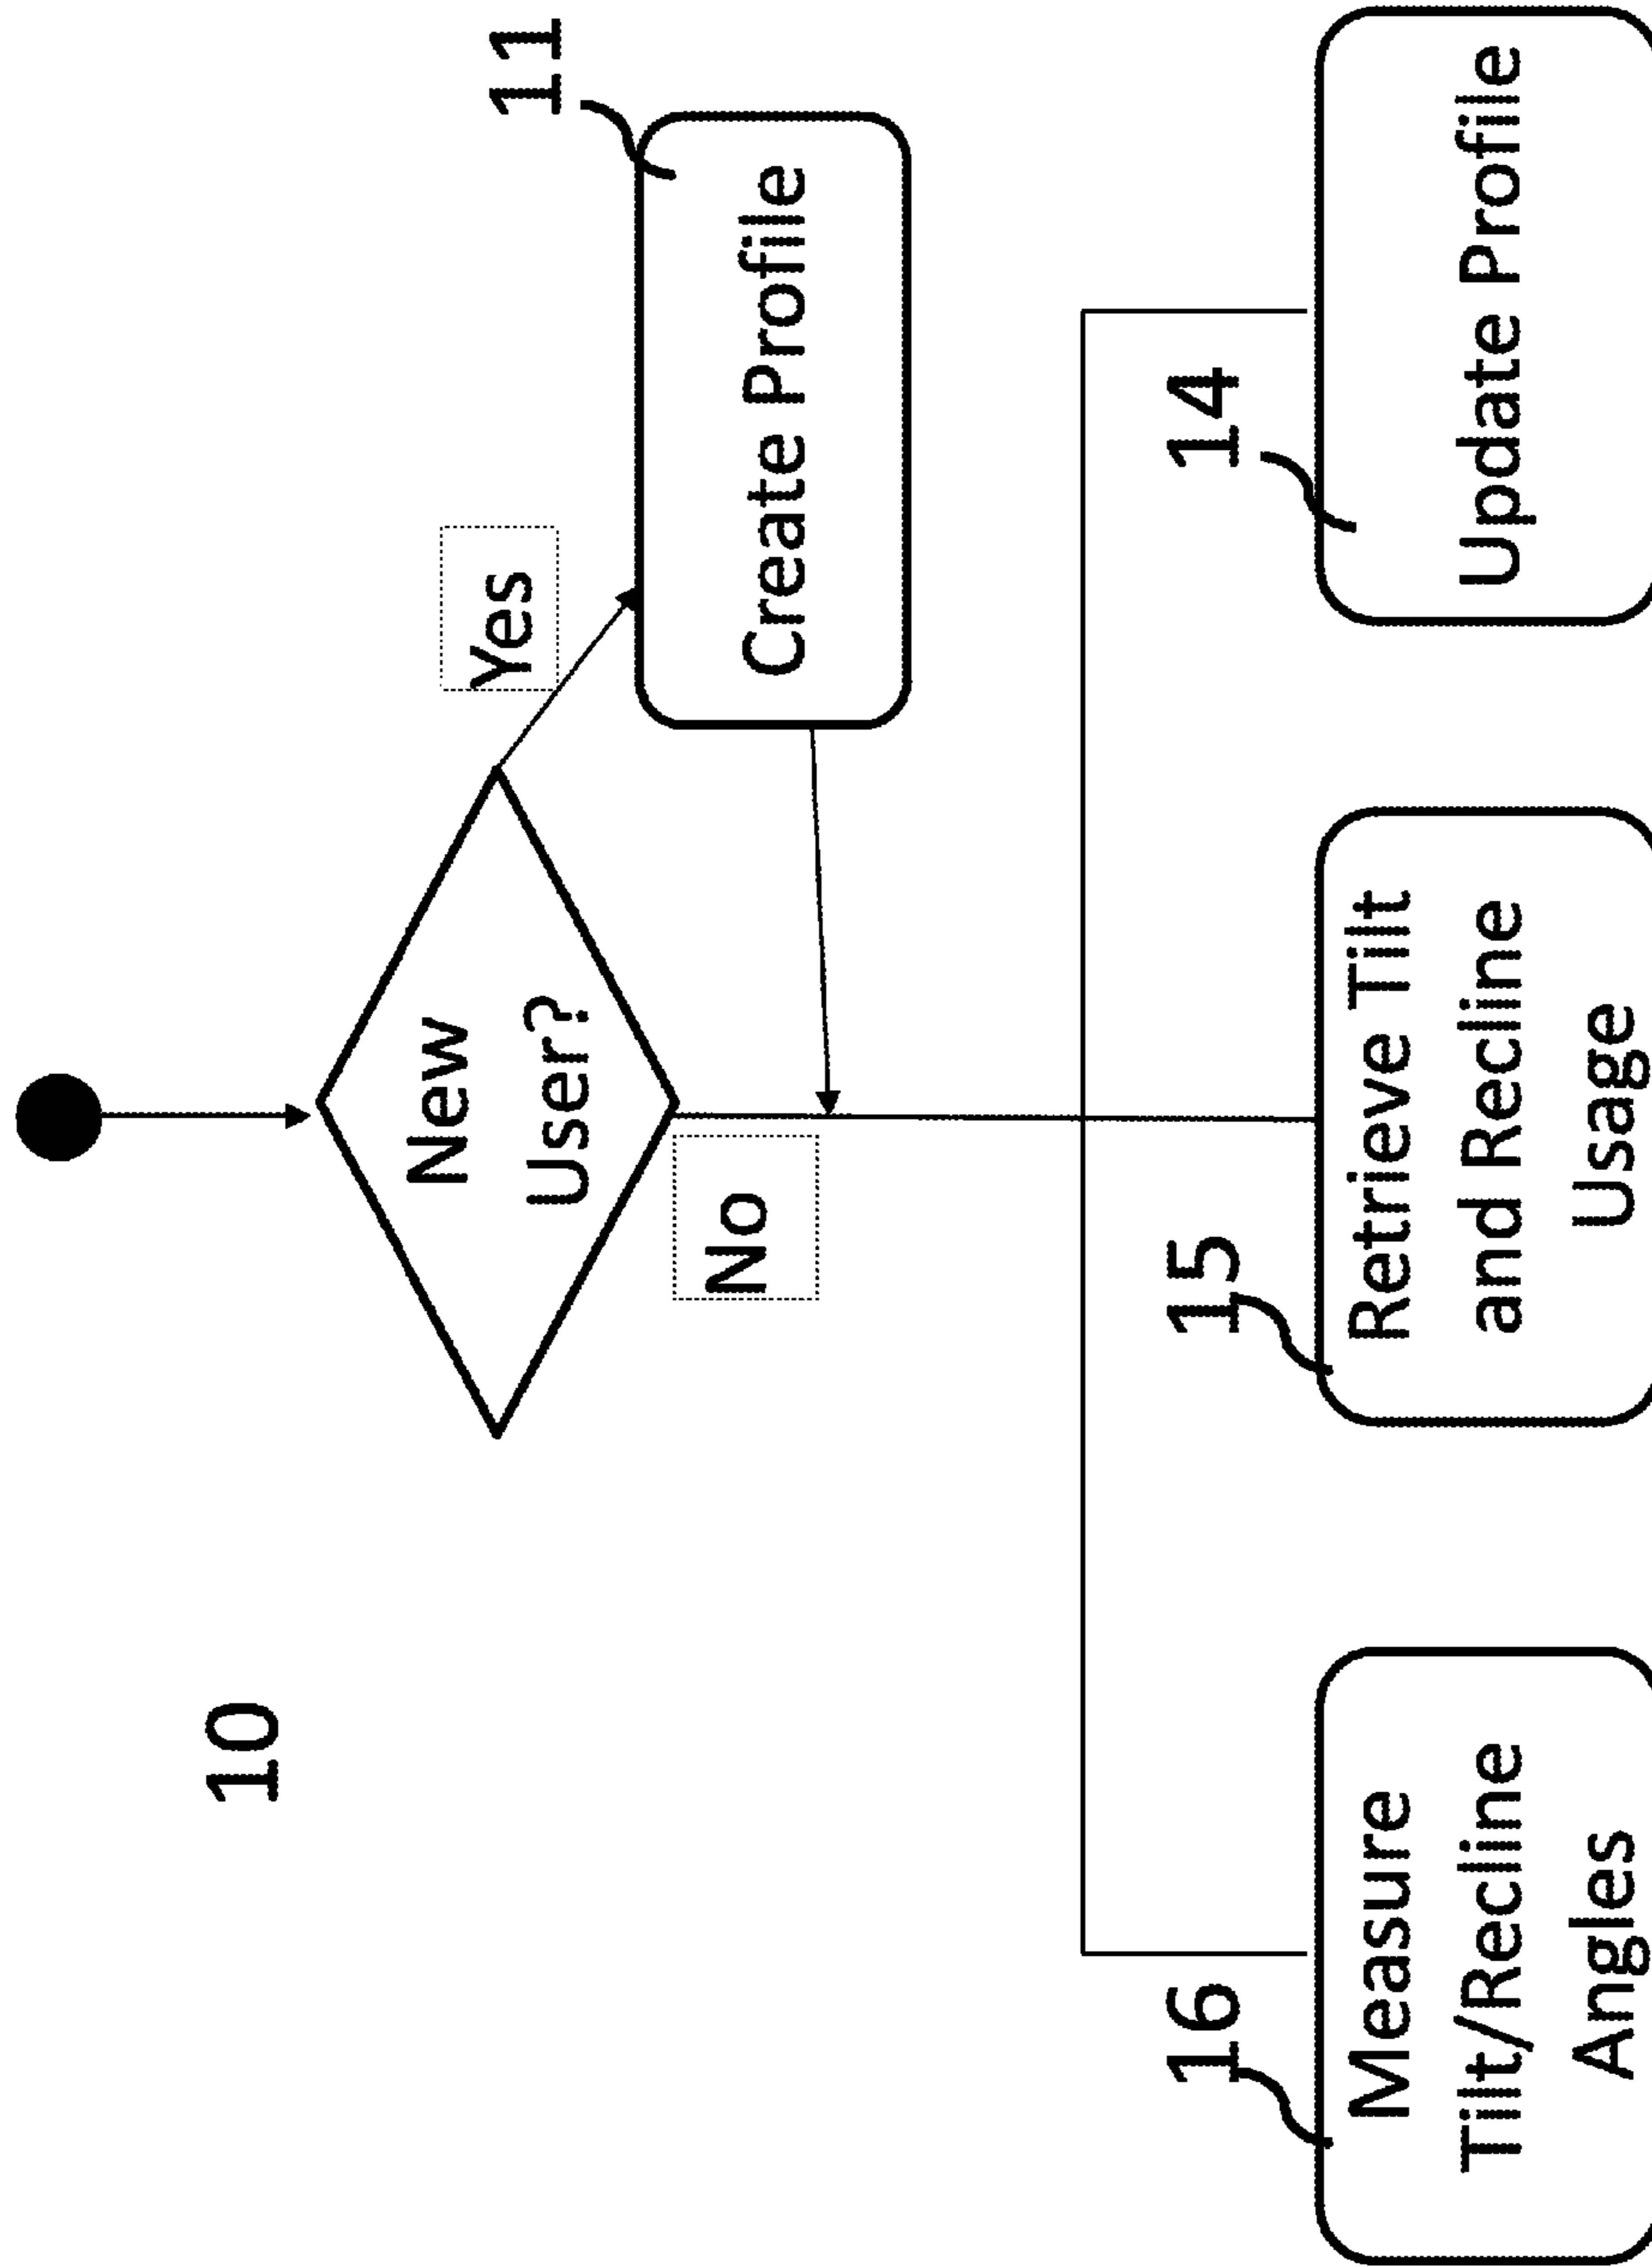 10
New
User?
Yes
11
Create Profile
No
16
Measure
Tilt/Recline
Angles
15
Retrieve Tilt
and Recline
Usage
14
Update Profile